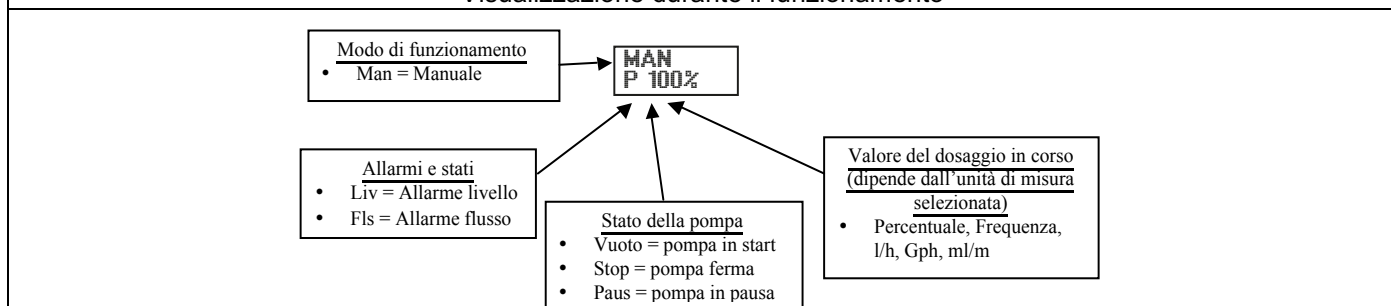 Visualizzazione durante il funzionamento
Modo di funzionamento
• Man = Manuale
MAN
P 100%
Allarmi e stati
• Liv = Allarme livello
• Fls = Allarme flusso
Stato della pompa
• Vuoto = pompa in start
• Stop = pompa ferma
• Paus = pompa in pausa
Valore del dosaggio in corso
(dipende dall'unità di misura
selezionata)
• Percentuale, Frequenza,
l/h, Gph, ml/m